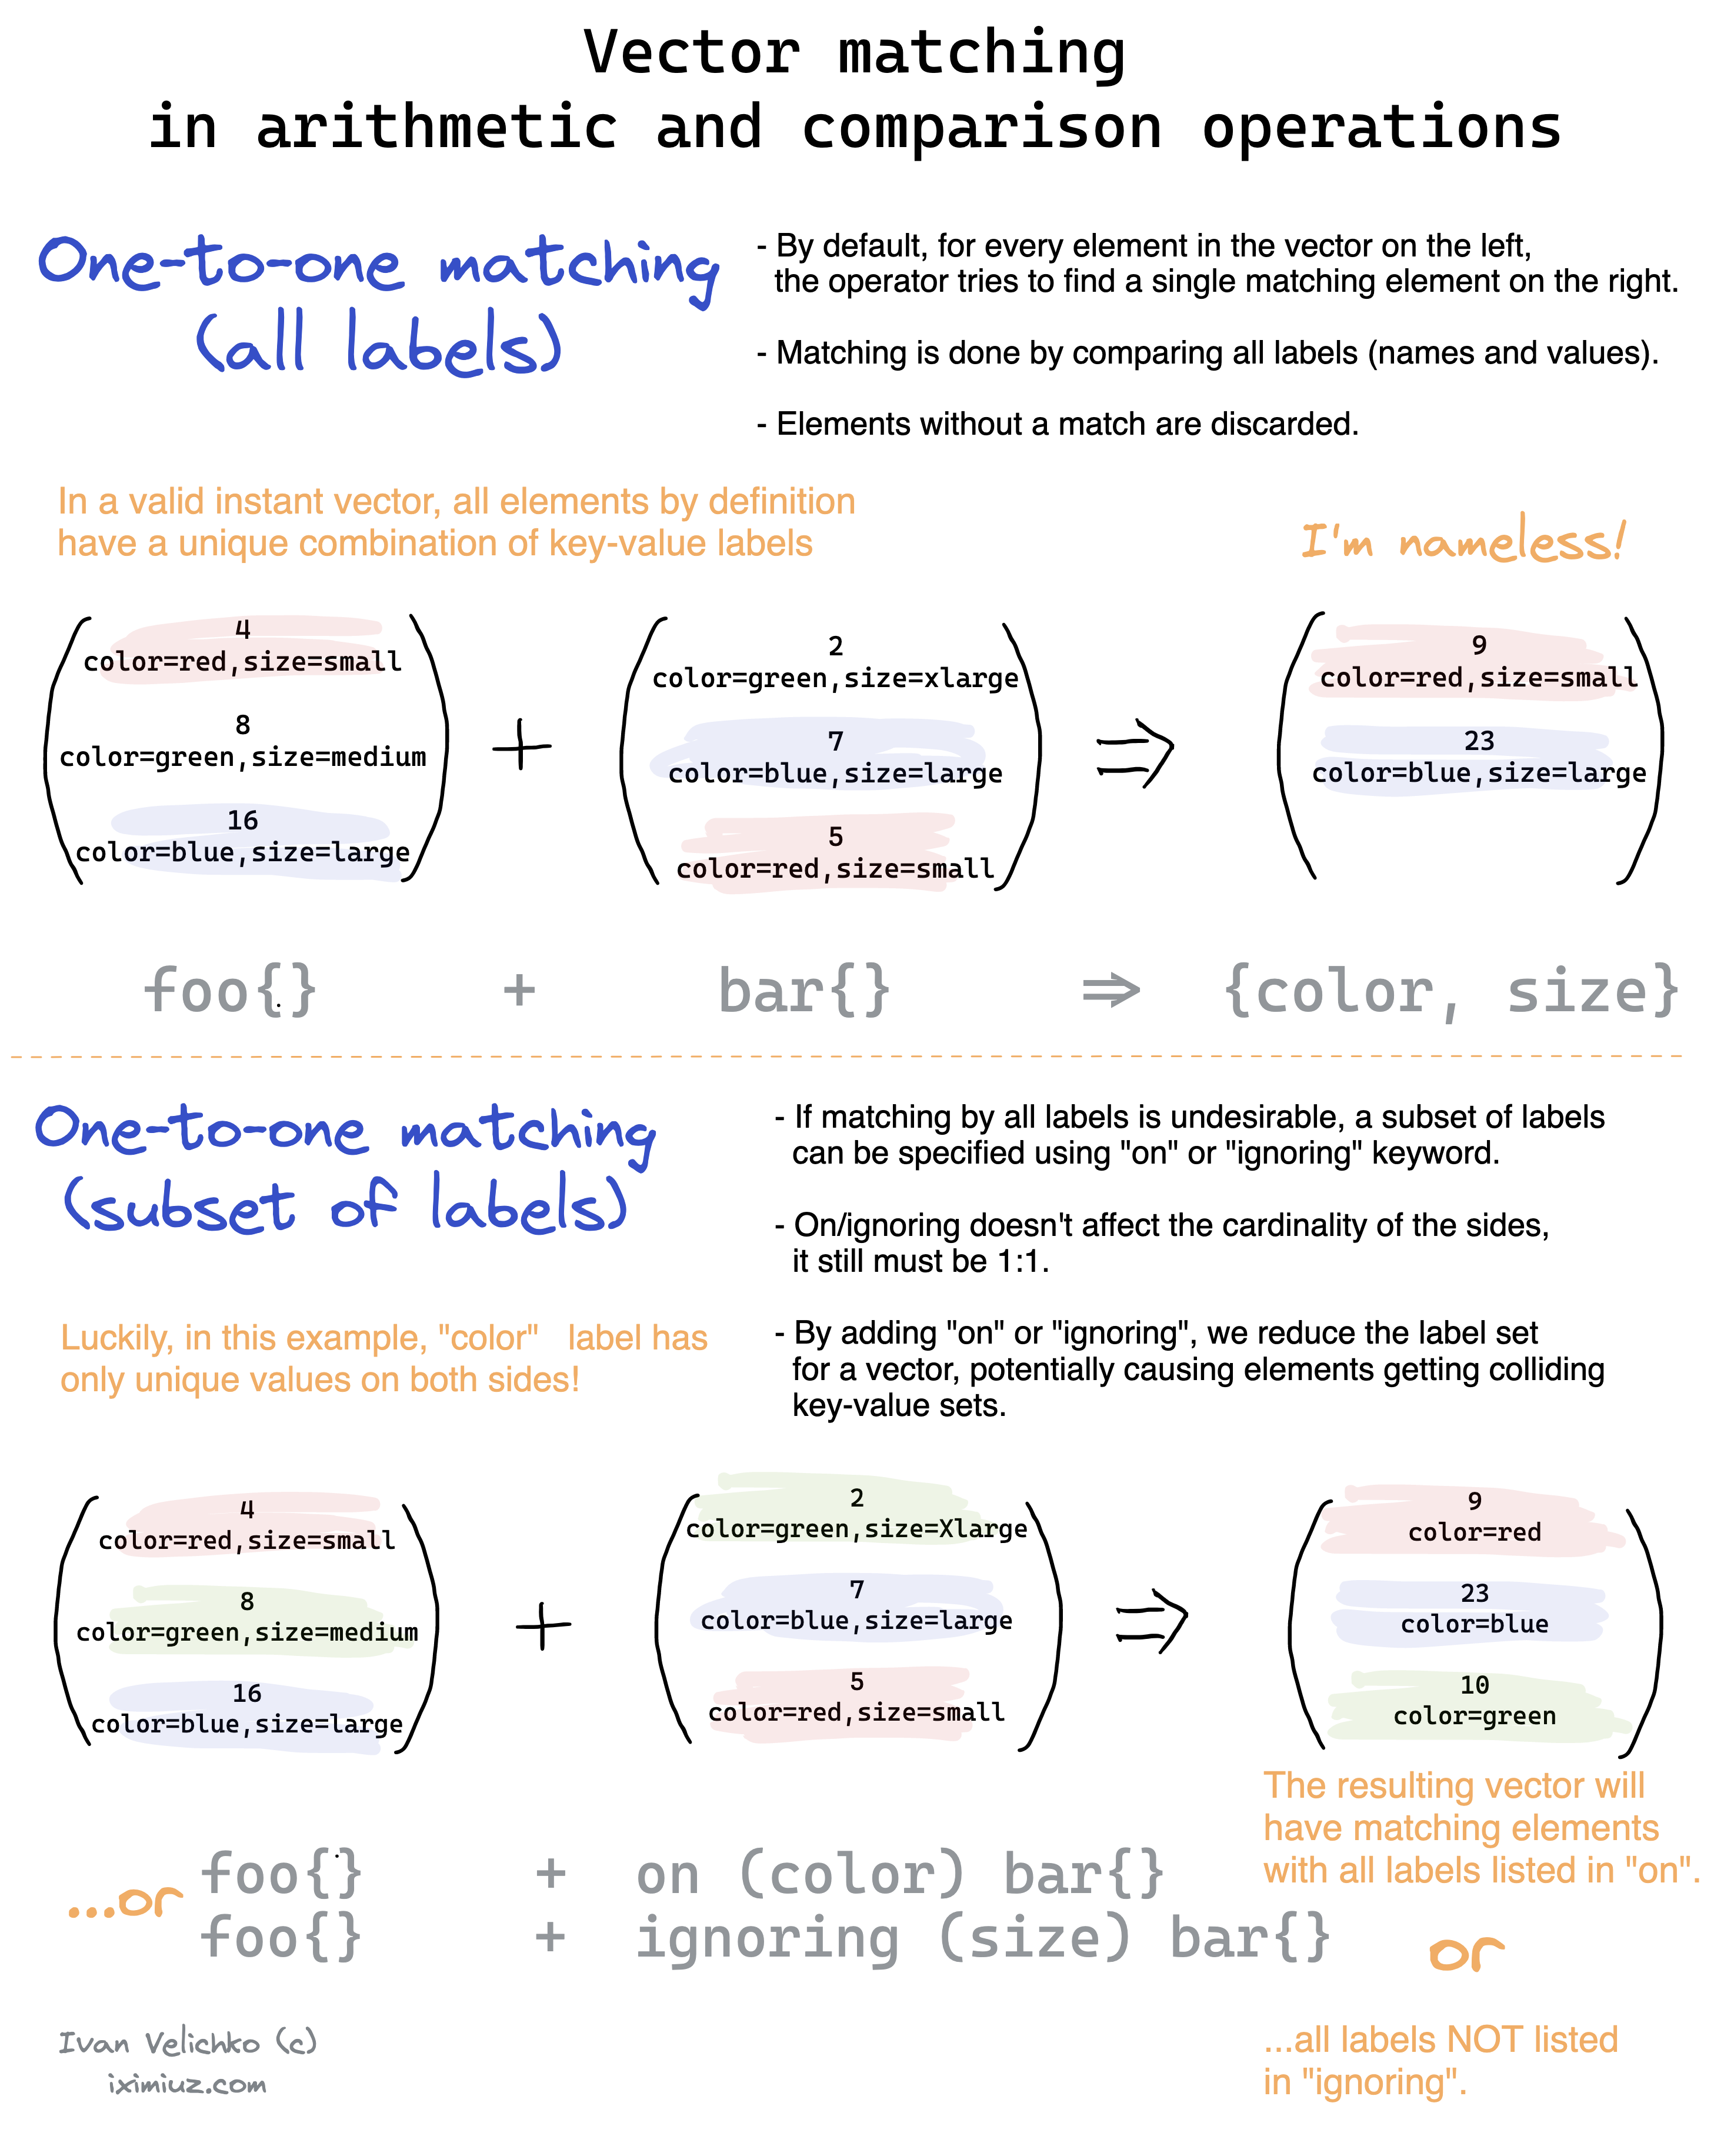 Vector matching
in arithmetic and comparison operations
One-to-one matching
(all labels)
- By default, for every element in the vector on the left,
the operator tries to find a single matching element on the right.
- Matching is done by comparing all labels (names and values).
- Elements without a match are discarded.
In a valid instant vector, all elements by definition
have a unique combination of key-value labels
I'm nameless!
4
color=red,size=small
8
color=green,size=medium
16
color=blue,size=large
+
2
color=green,size=xlarge
7
color=blue,size=large
5
color=red,size=small
⇒
9
color=red,size=small
23
color=blue,size=large
foo{} + bar{} ⇒ {color, size}
One-to-one matching
(subset of labels)
- If matching by all labels is undesirable, a subset of labels
can be specified using "on" or "ignoring" keyword.
- On/ignoring doesn't affect the cardinality of the sides,
it still must be 1:1.
- By adding "on" or "ignoring", we reduce the label set
for a vector, potentially causing elements getting colliding
key-value sets.
Luckily, in this example, "color" label has
only unique values on both sides!
4
color=red,size=small
8
color=green,size=medium
16
color=blue,size=large
+
2
color=green,size=Xlarge
7
color=blue,size=large
5
color=red,size=small
⇒
9
color=red
23
color=blue
10
color=green
foo{} + on (color) bar{}
...or
foo{} + ignoring (size) bar{}
The resulting vector will
have matching elements
with all labels listed in "on".
or
...all labels NOT listed
in "ignoring".
Ivan Velichko (c)
iximiuz.com